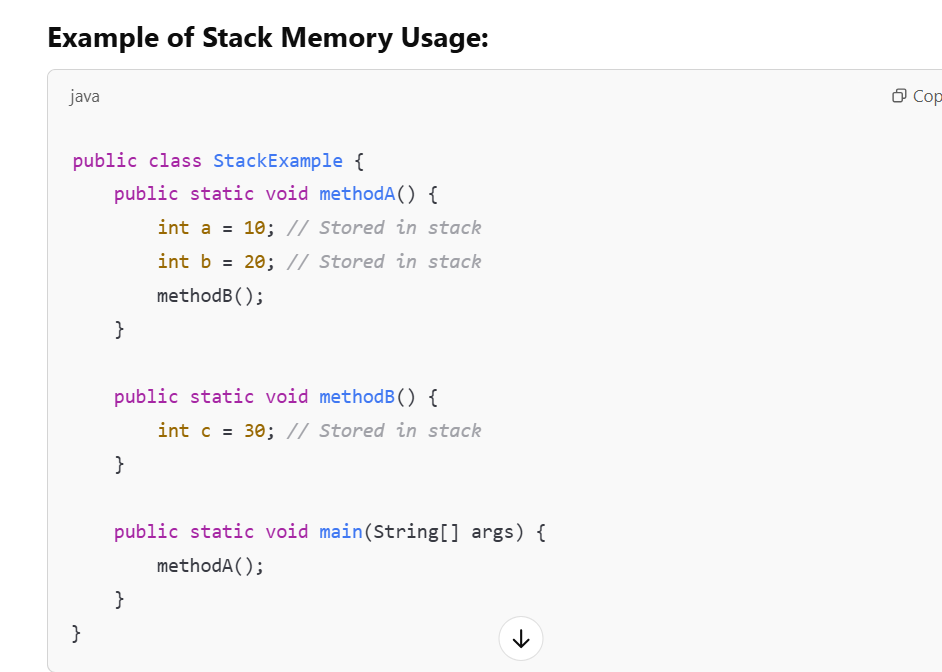 Example of Stack Memory Usage:
java
Cop
public class StackExample {
    public static void methodA() {
        int a = 10; // Stored in stack
        int b = 20; // Stored in stack
        methodB();
    }
    public static void methodB() {
        int c = 30; // Stored in stack
    }
    public static void main(String[] args) {
        methodA();
    }
}